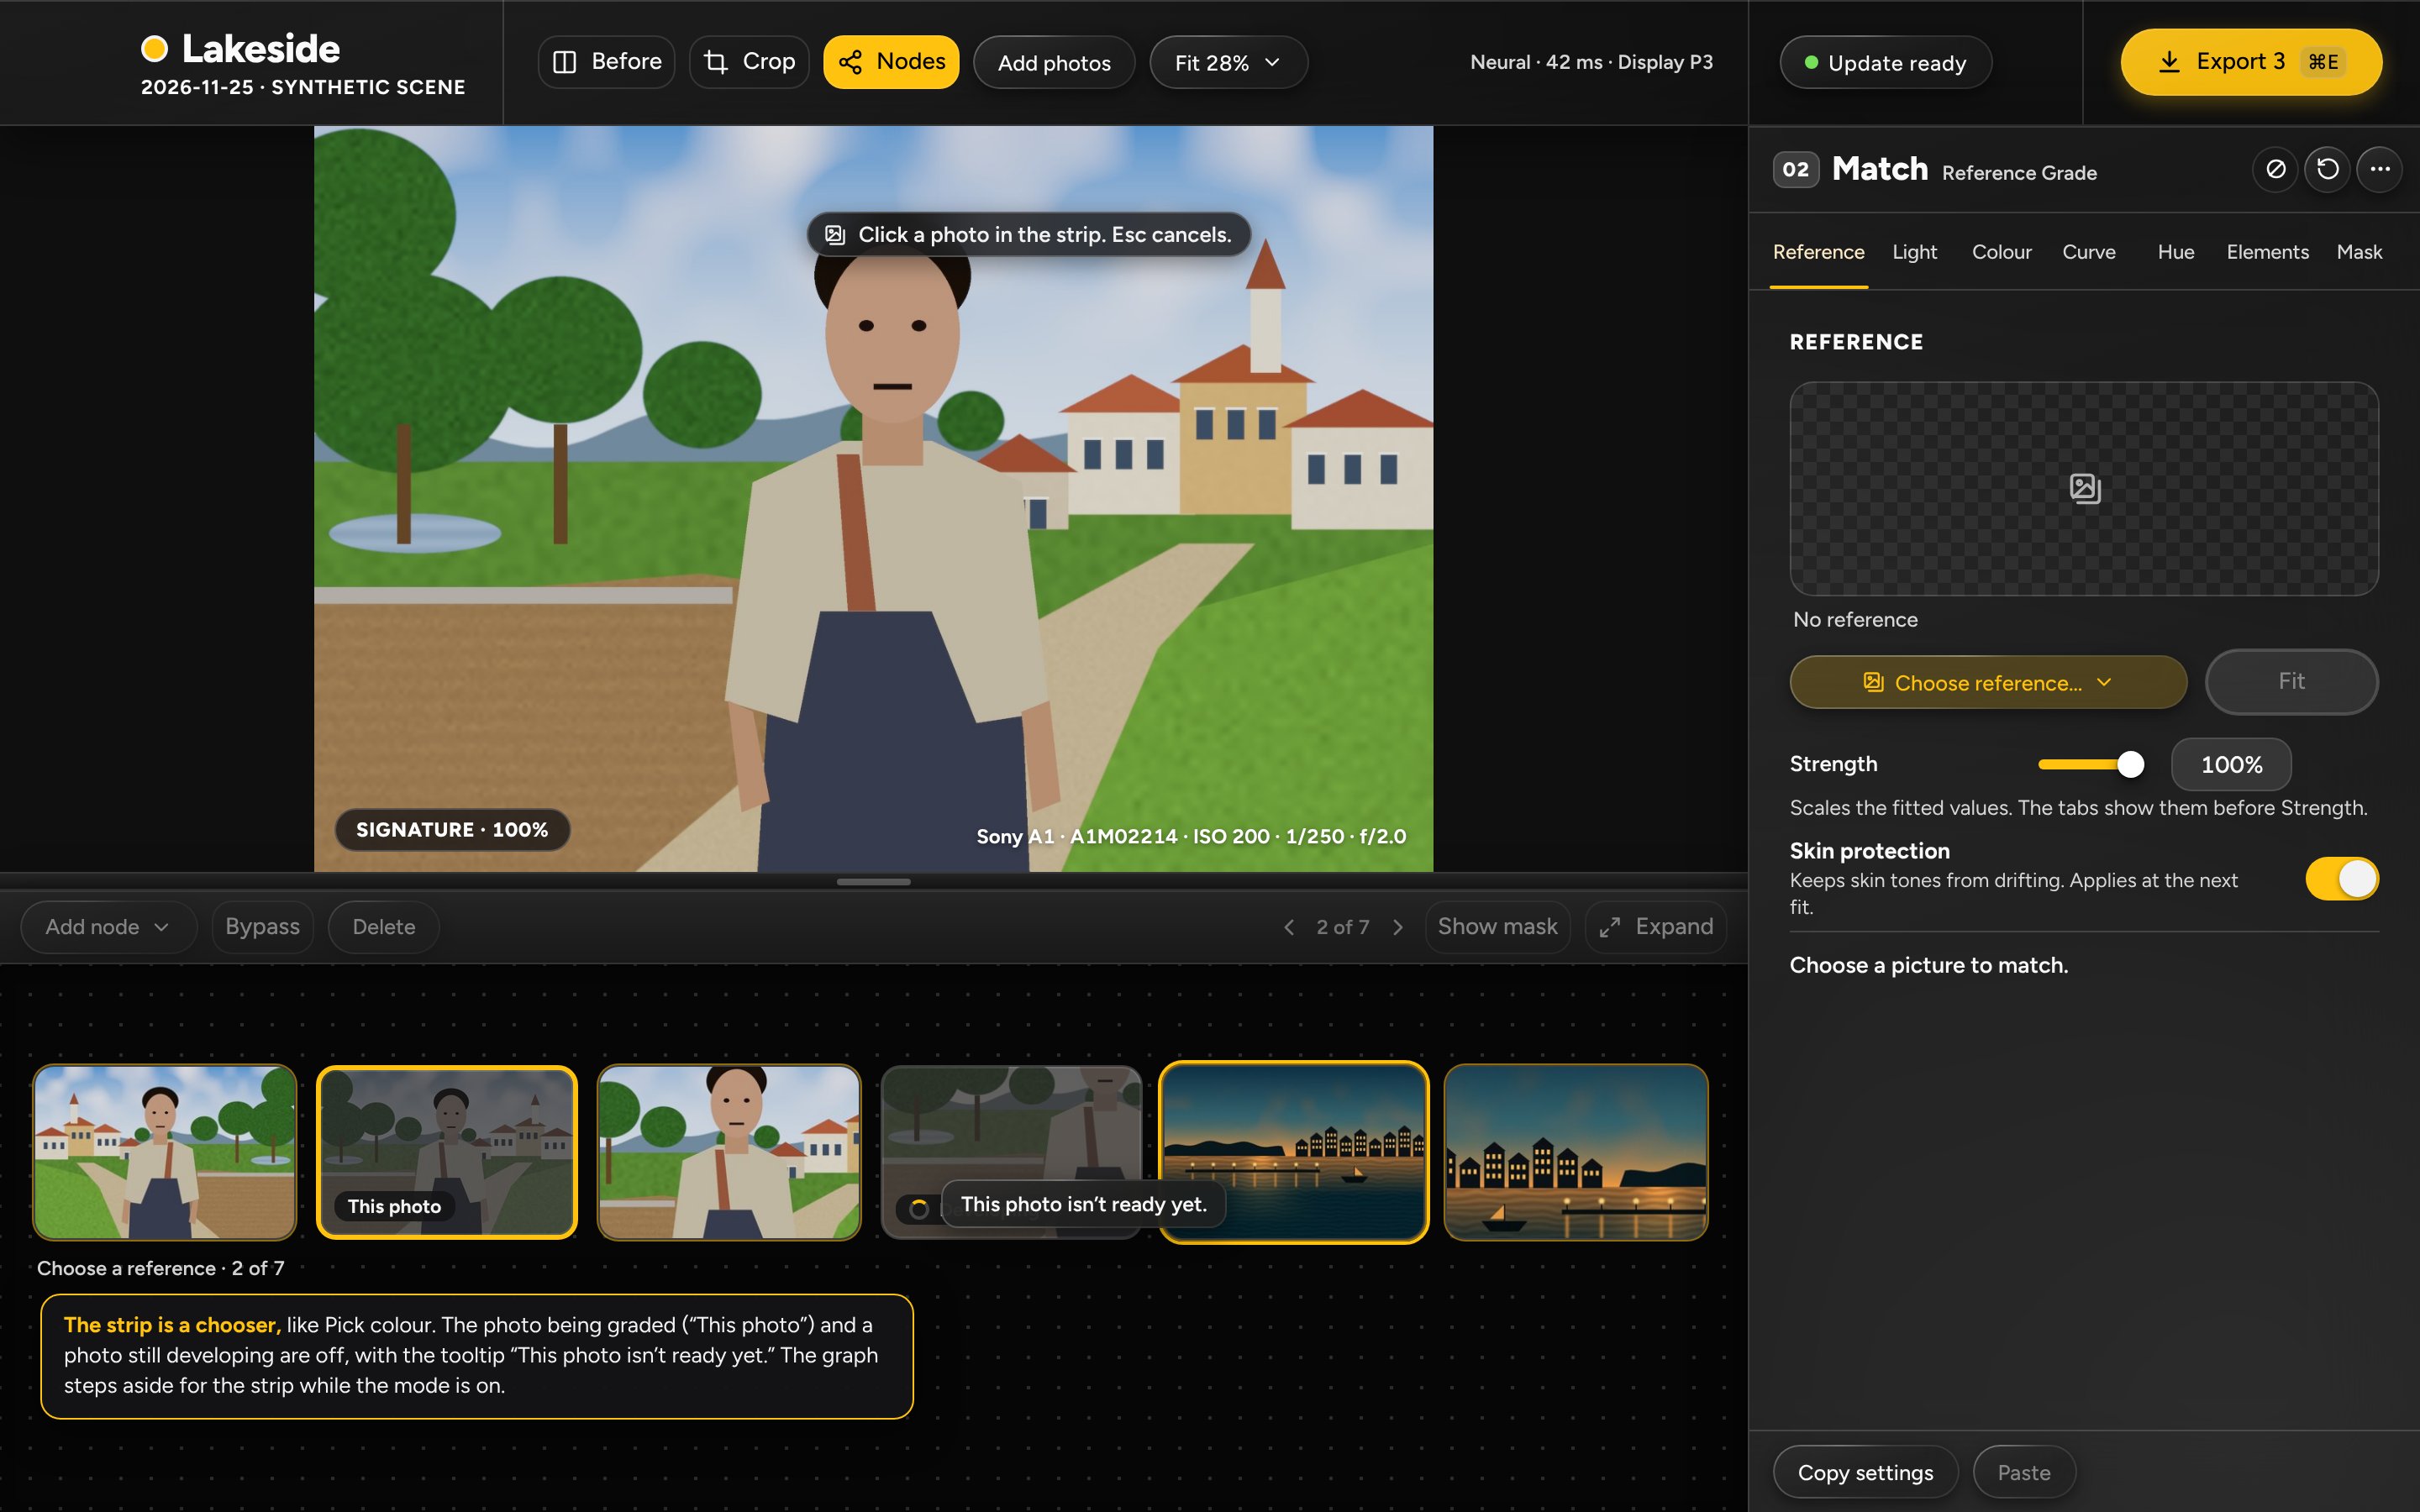 Lakeside
2026-11-25 · SYNTHETIC SCENE
Before
Crop
Nodes
Add photos
Fit 28%
Neural · 42 ms · Display P3
Update ready
Export 3 ⌘E
Click a photo in the strip. Esc cancels.
SIGNATURE · 100%
Sony A1 · A1M02214 · ISO 200 · 1/250 · f/2.0
02 Match Reference Grade
Reference
Light
Colour
Curve
Hue
Elements
Mask
REFERENCE
No reference
Choose reference...
Fit
Strength
100%
Scales the fitted values. The tabs show them before Strength.
Skin protection
Keeps skin tones from drifting. Applies at the next
fit.
Choose a picture to match.
Add node
Bypass
Delete
2 of 7
Show mask
Expand
This photo
This photo isn’t ready yet.
Choose a reference · 2 of 7
The strip is a chooser, like Pick colour. The photo being graded (“This photo”) and a
photo still developing are off, with the tooltip “This photo isn’t ready yet.” The graph
steps aside for the strip while the mode is on.
Copy settings
Paste